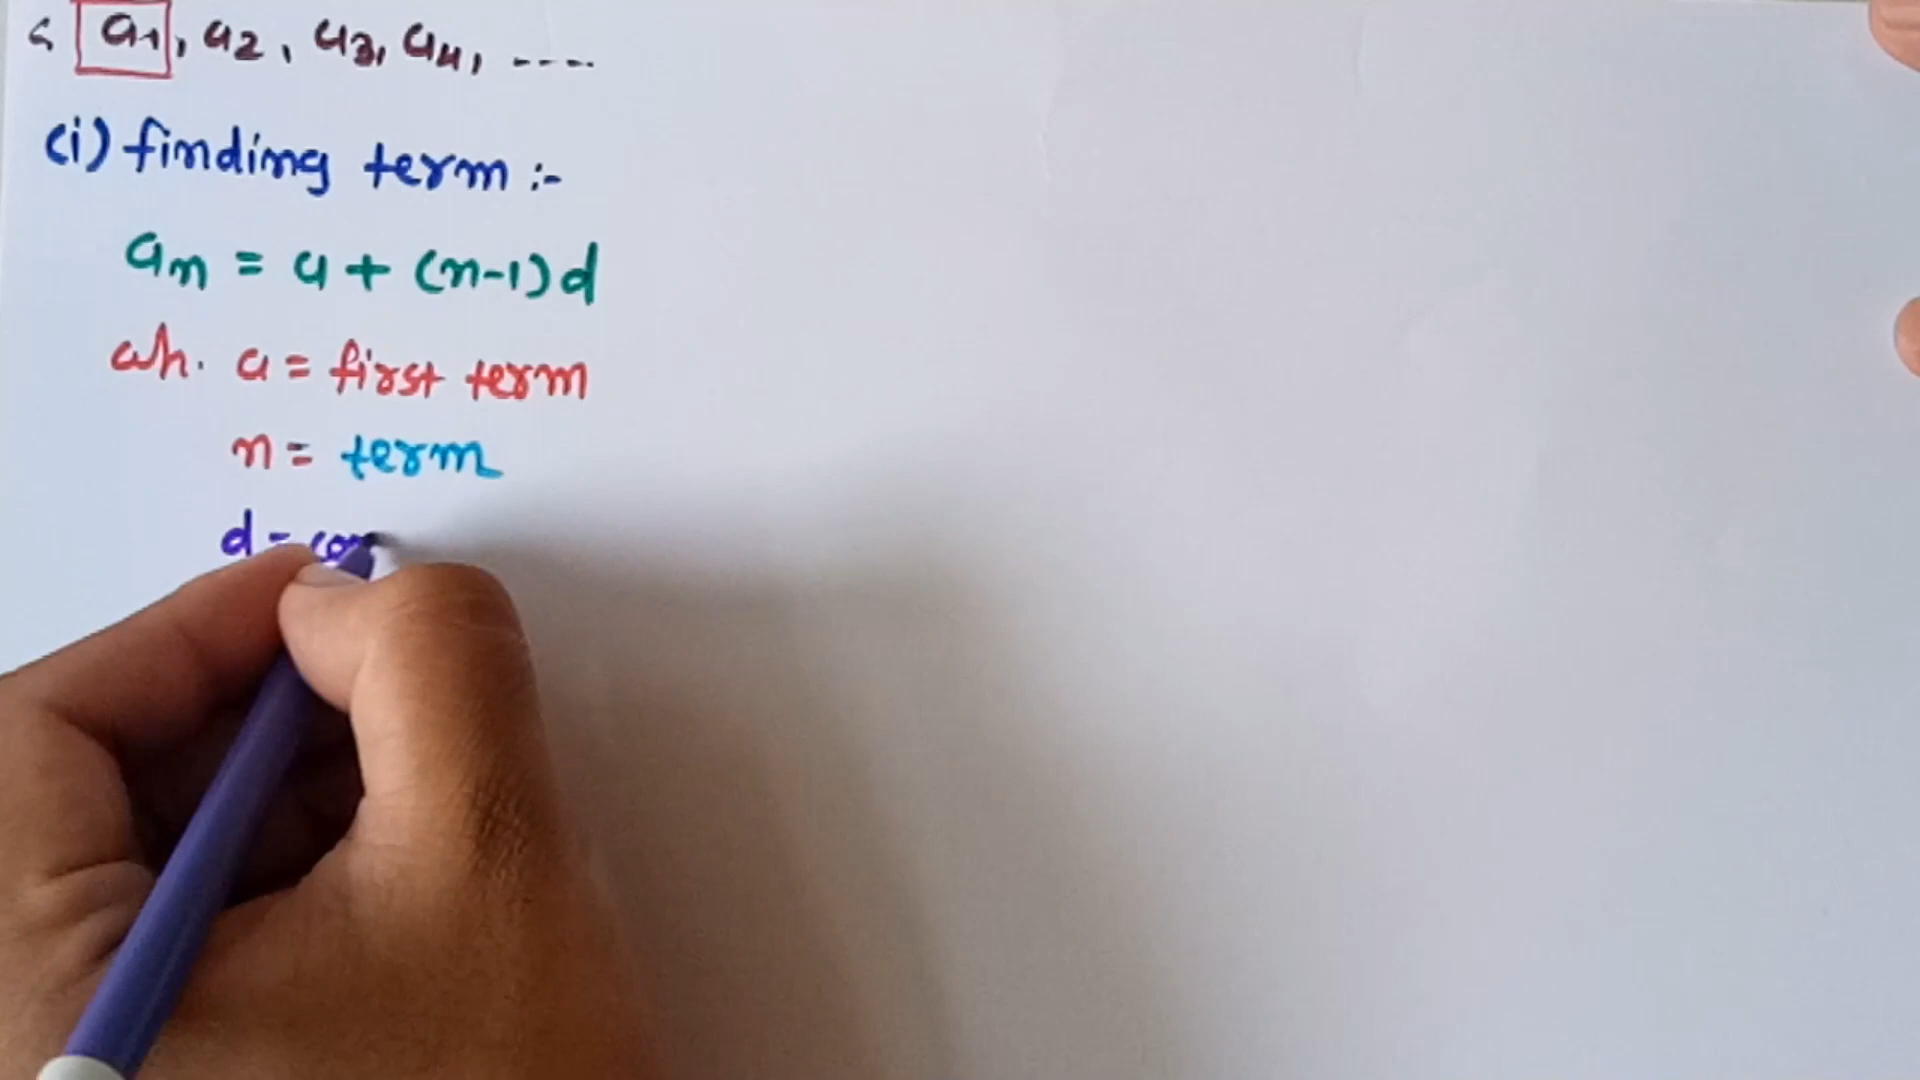 a1, a2, a3, a4, ----
(i) finding term :-
an = a + (n-1)d
wh. a = first term
n = term
d =